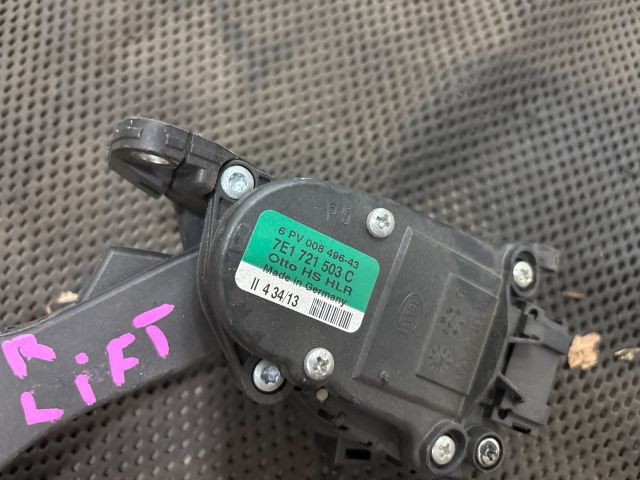 6 PV 008 496-43
7E1 721 503 C
Otto HS HLR
Made in Germany
II 4 34/13
R
LiFT